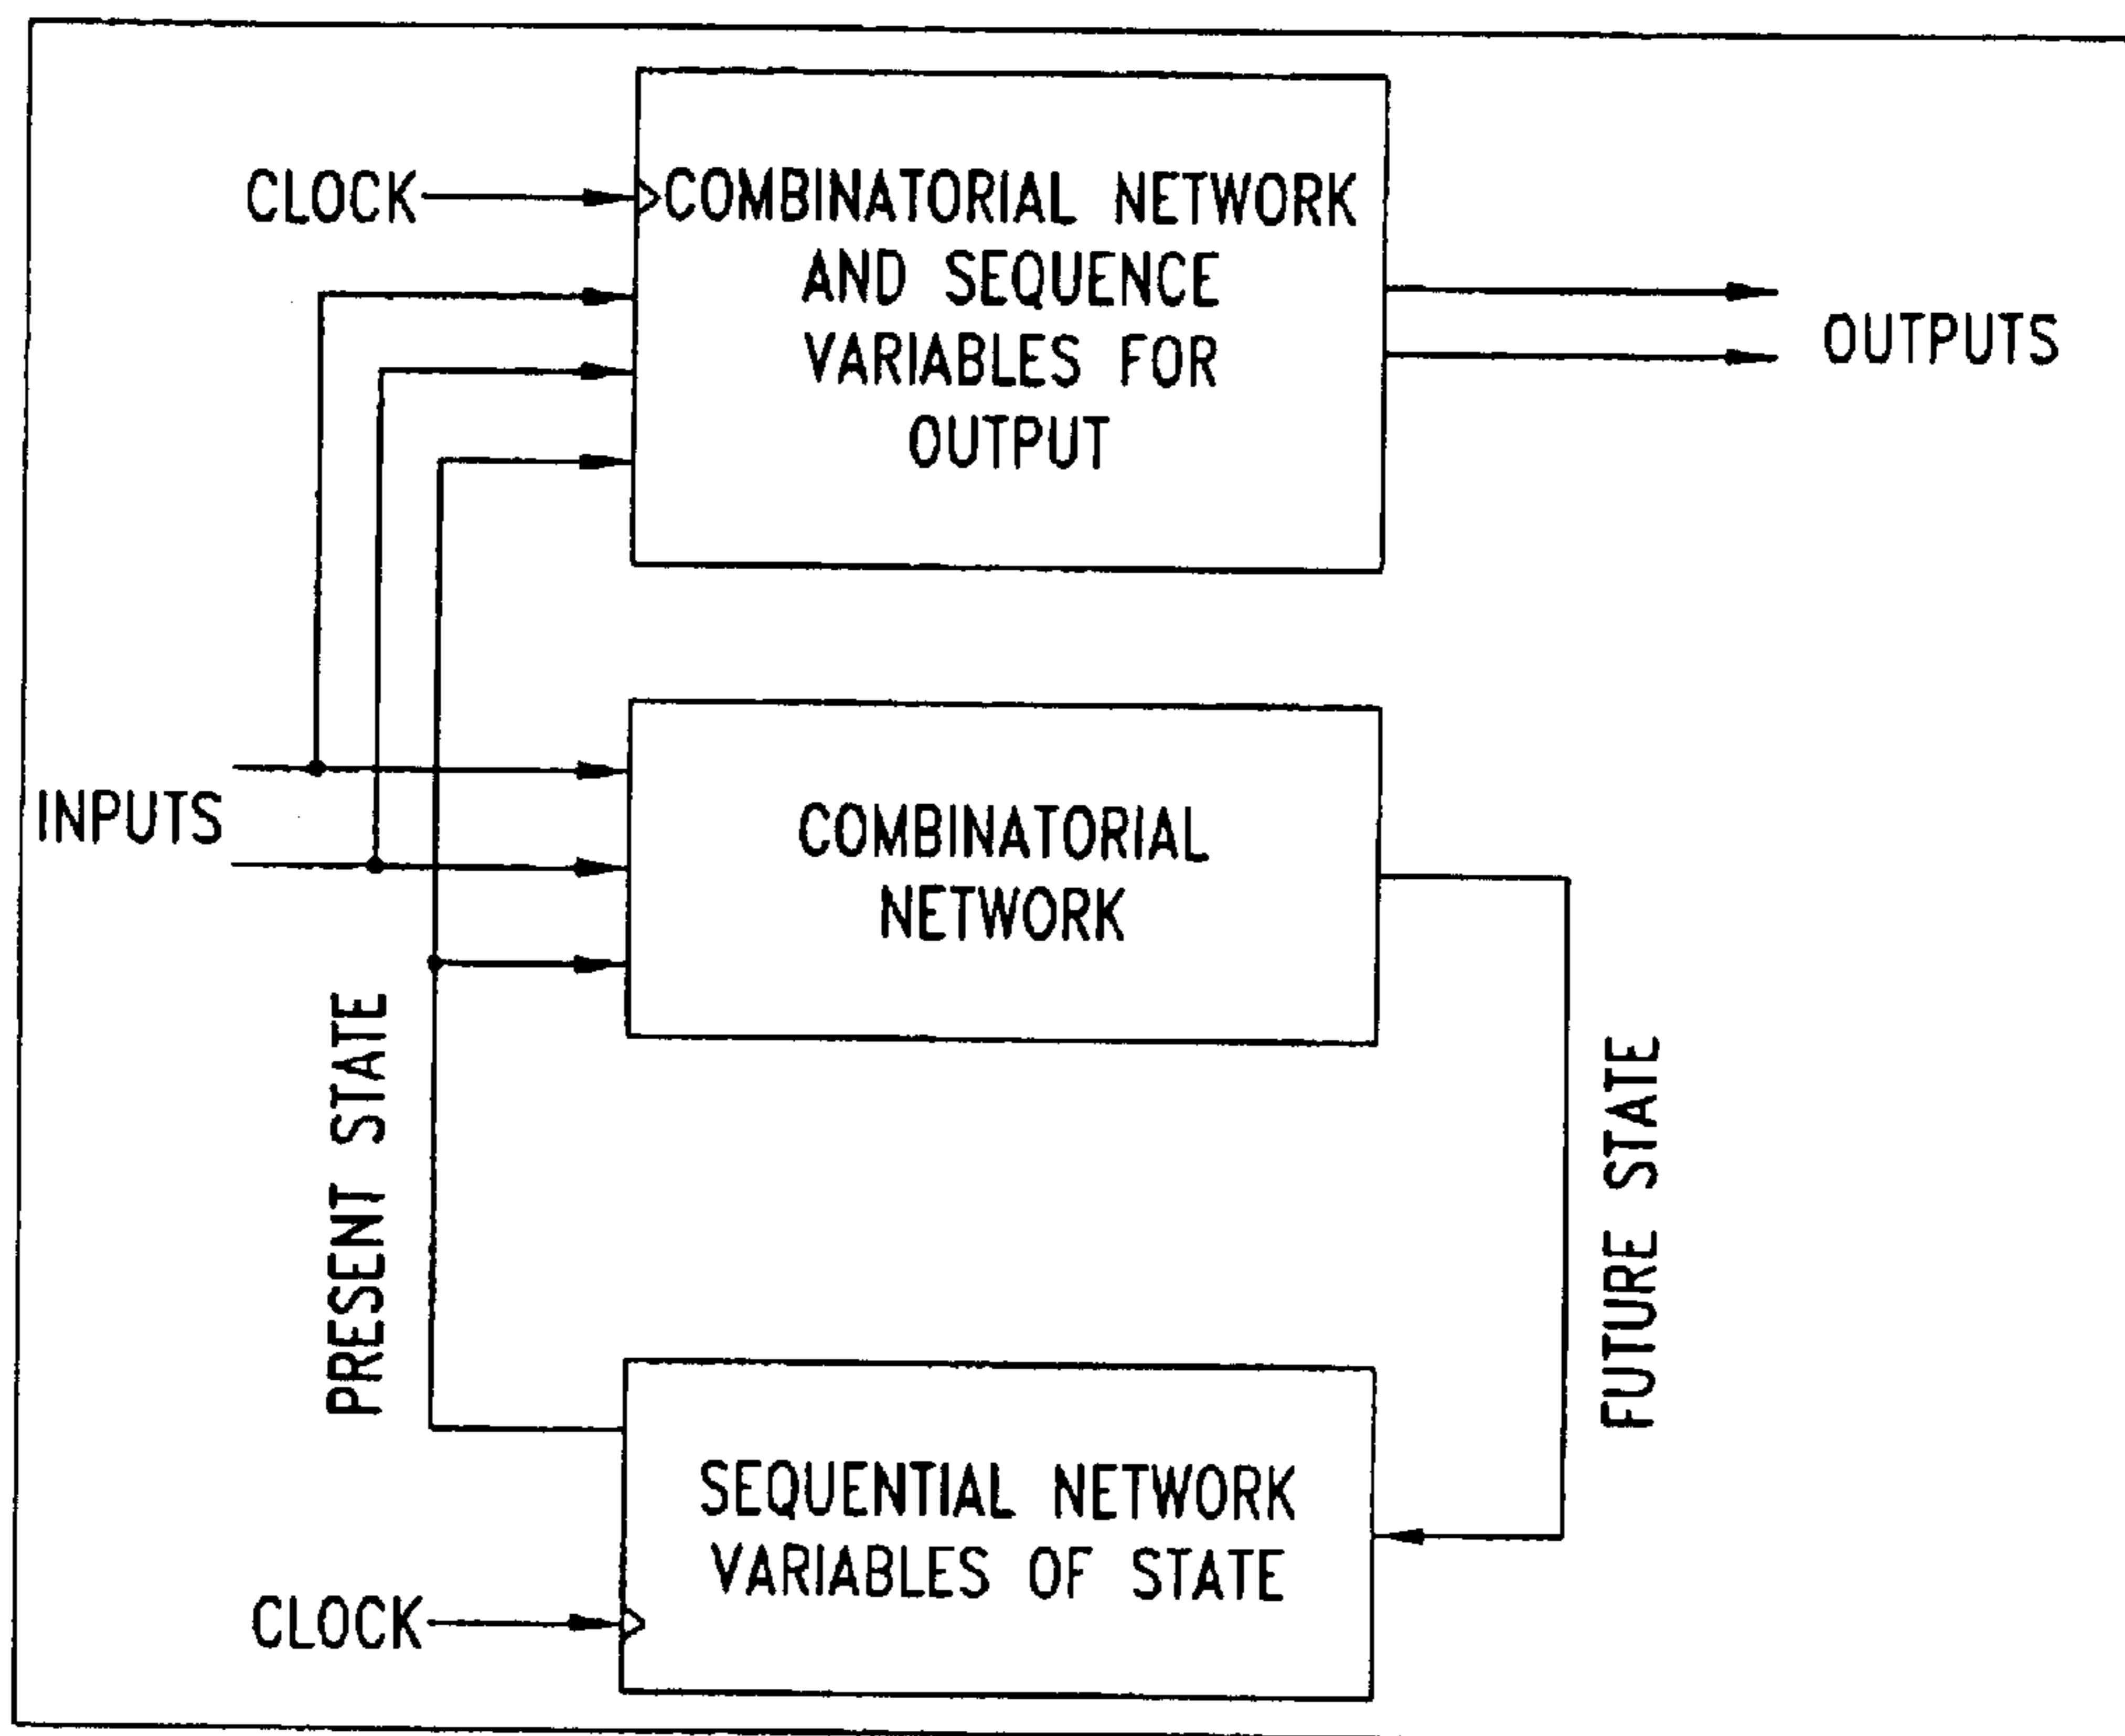 CLOCK
COMBINATORIAL NETWORK
AND SEQUENCE
VARIABLES FOR
OUTPUT
OUTPUTS
INPUTS
COMBINATORIAL
NETWORK
PRESENT STATE
FUTURE STATE
SEQUENTIAL NETWORK
VARIABLES OF STATE
CLOCK